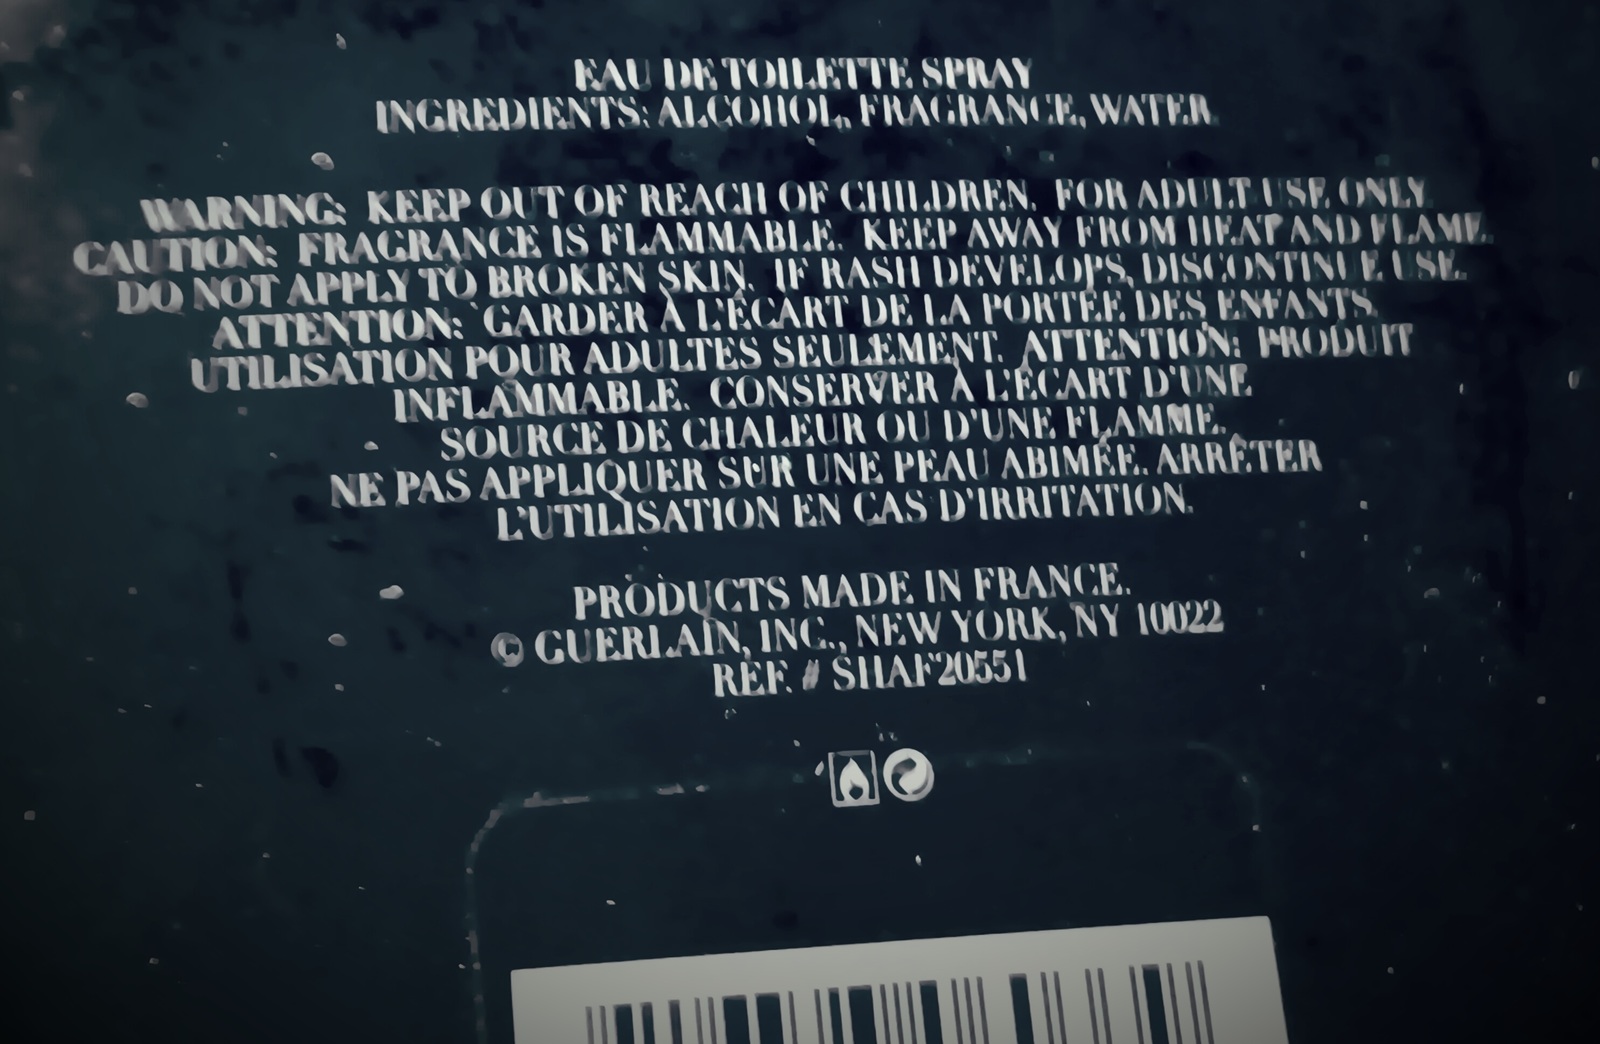 EAU DE TOILETTE SPRAY
INGREDIENTS: ALCOHOL, FRAGRANCE, WATER.
WARNING: KEEP OUT OF REACH OF CHILDREN. FOR ADULT USE ONLY.
CAUTION: FRAGRANCE IS FLAMMABLE. KEEP AWAY FROM HEAT AND FLAME.
DO NOT APPLY TO BROKEN SKIN. IF RASH DEVELOPS, DISCONTINUE USE.
ATTENTION: GARDER À L'ÉCART DE LA PORTÉE DES ENFANTS.
UTILISATION POUR ADULTES SEULEMENT. ATTENTION: PRODUIT
INFLAMMABLE. CONSERVER À L'ÉCART D'UNE
SOURCE DE CHALEUR OU D'UNE FLAMME.
NE PAS APPLIQUER SUR UNE PEAU ABIMÉE. ARRÊTER
L'UTILISATION EN CAS D'IRRITATION.
PRODUCTS MADE IN FRANCE.
© GUERLAIN, INC., NEW YORK, NY 10022
REF. # SHAF20551